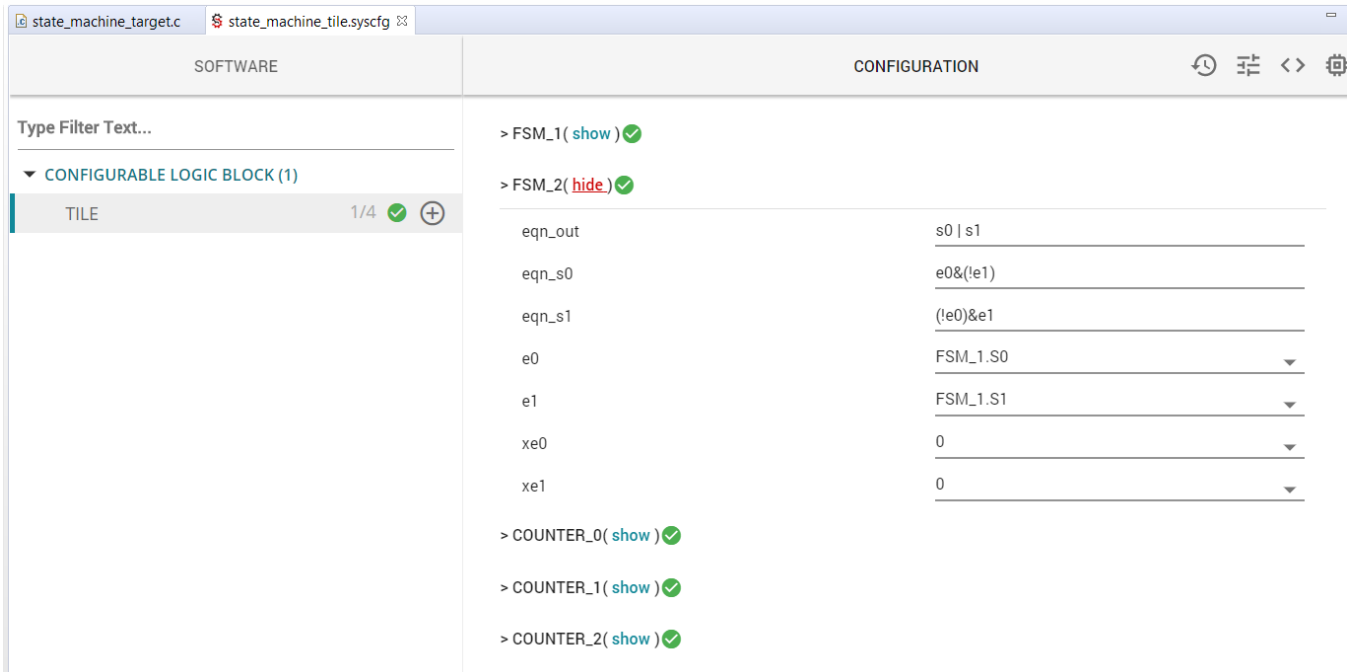 state_machine_target.c
state_machine_tile.syscfg
SOFTWARE
CONFIGURATION
Type Filter Text...
CONFIGURABLE LOGIC BLOCK (1)
TILE 1/4
> FSM_1( show )
> FSM_2( hide )
eqn_out s0 | s1
eqn_s0 e0&(!e1)
eqn_s1 (!e0)&e1
e0 FSM_1.S0
e1 FSM_1.S1
xe0 0
xe1 0
> COUNTER_0( show )
> COUNTER_1( show )
> COUNTER_2( show )